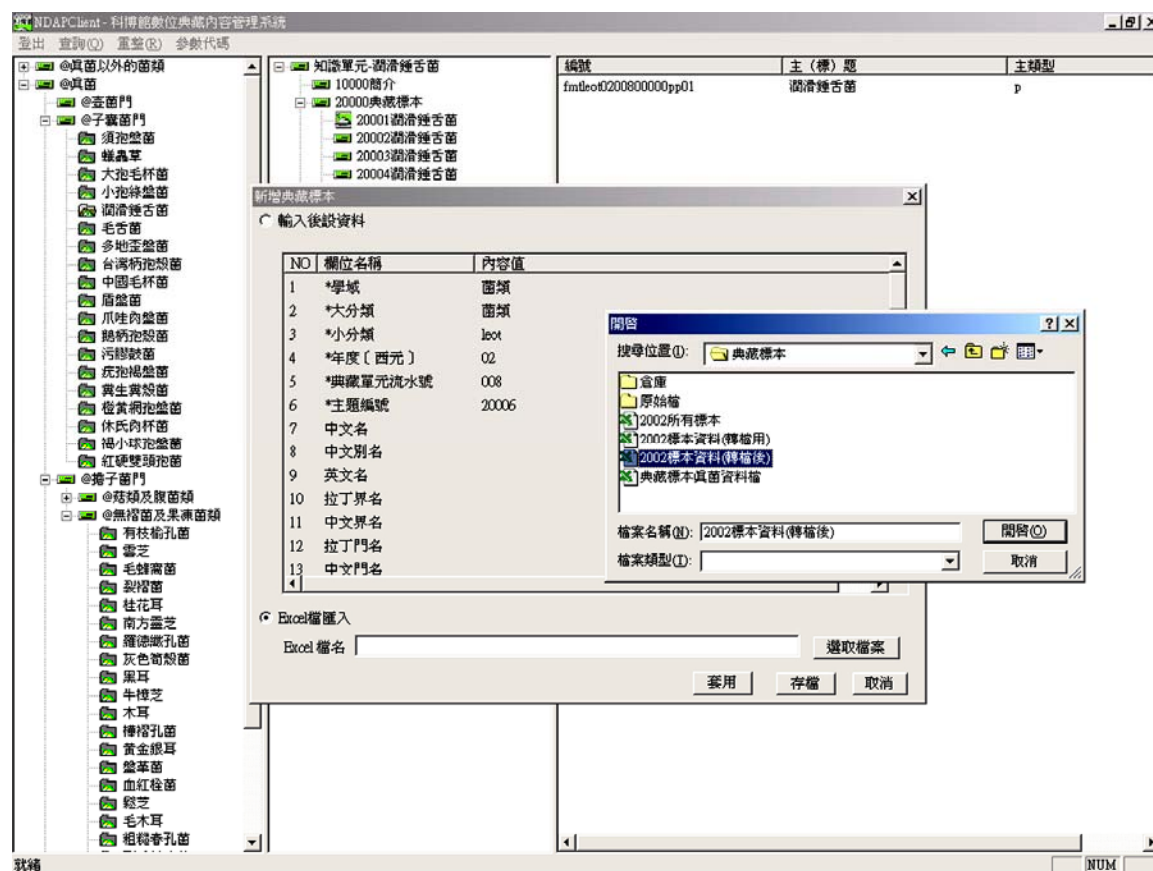 NDAPClient - 科博館數位典藏內容管理系統
登出 查詢(Q) 重整(R) 參數代碼
@真菌以外的菌類
@真菌
@壺菌門
@子囊菌門
須孢盤菌
蠟蟲草
大孢毛杯菌
小孢綠盤菌
潤滑錘舌菌
毛舌菌
多地歪盤菌
台灣柄孢殼菌
中國毛杯菌
盾盤菌
爪哇肉盤菌
鵝柄孢殼菌
污膠鼓菌
疣孢褐盤菌
糞生糞殼菌
橙黃網孢盤菌
休氏肉杯菌
褐小球孢盤菌
紅硬雙頭孢菌
@擔子菌門
@菇類及腹菌類
@無褶菌及果凍菌類
有枝榆孔菌
雲芝
毛蜂窩菌
裂褶菌
桂花耳
南方靈芝
羅德蠟孔菌
灰色筍殼菌
黑耳
牛樟芝
木耳
樺褶孔菌
黃金銀耳
盤革菌
血紅栓菌
鬆芝
毛木耳
粗糙春孔菌
知識單元-潤滑錘舌菌
10000簡介
20000典藏標本
20001潤滑錘舌菌
20002潤滑錘舌菌
20003潤滑錘舌菌
20004潤滑錘舌菌
編號 主（標）題 主類型
fmtleot0200800000pp01 潤滑錘舌菌 p
新增典藏標本
輸入後設資料
NO 欄位名稱 內容值
1 *學域 菌類
2 *大分類 菌類
3 *小分類 leot
4 *年度〔西元〕 02
5 *典藏單元流水號 008
6 *主題編號 20006
7 中文名
8 中文別名
9 英文名
10 拉丁界名
11 中文界名
12 拉丁門名
13 中文門名
Excel檔匯入
Excel 檔名
選取檔案
套用 存檔 取消
開啟
搜尋位置(I): 典藏標本
倉庫
原始檔
2002所有標本
2002標本資料(轉檔用)
2002標本資料(轉檔後)
典藏標本真菌資料檔
檔案名稱(N): 2002標本資料(轉檔後) 開啟(O)
檔案類型(T): 取消
就緒
NUM